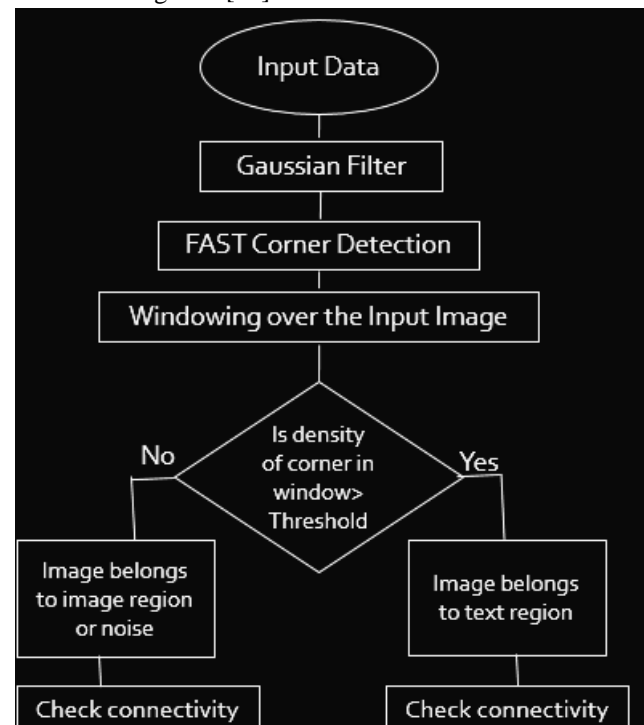 Input Data
Gaussian Filter
FAST Corner Detection
Windowing over the Input Image
Is density
of corner in
window>
Threshold
No
Yes
Image belongs
to image region
or noise
Image belongs
to text region
Check connectivity
Check connectivity